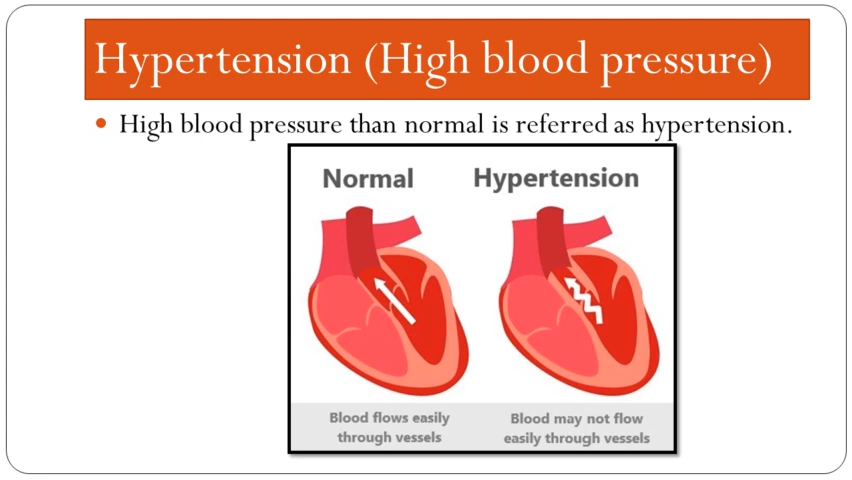 Hypertension (High blood pressure)
• High blood pressure than normal is referred as hypertension.
Normal
Hypertension
Blood flows easily
through vessels
Blood may not flow
easily through vessels